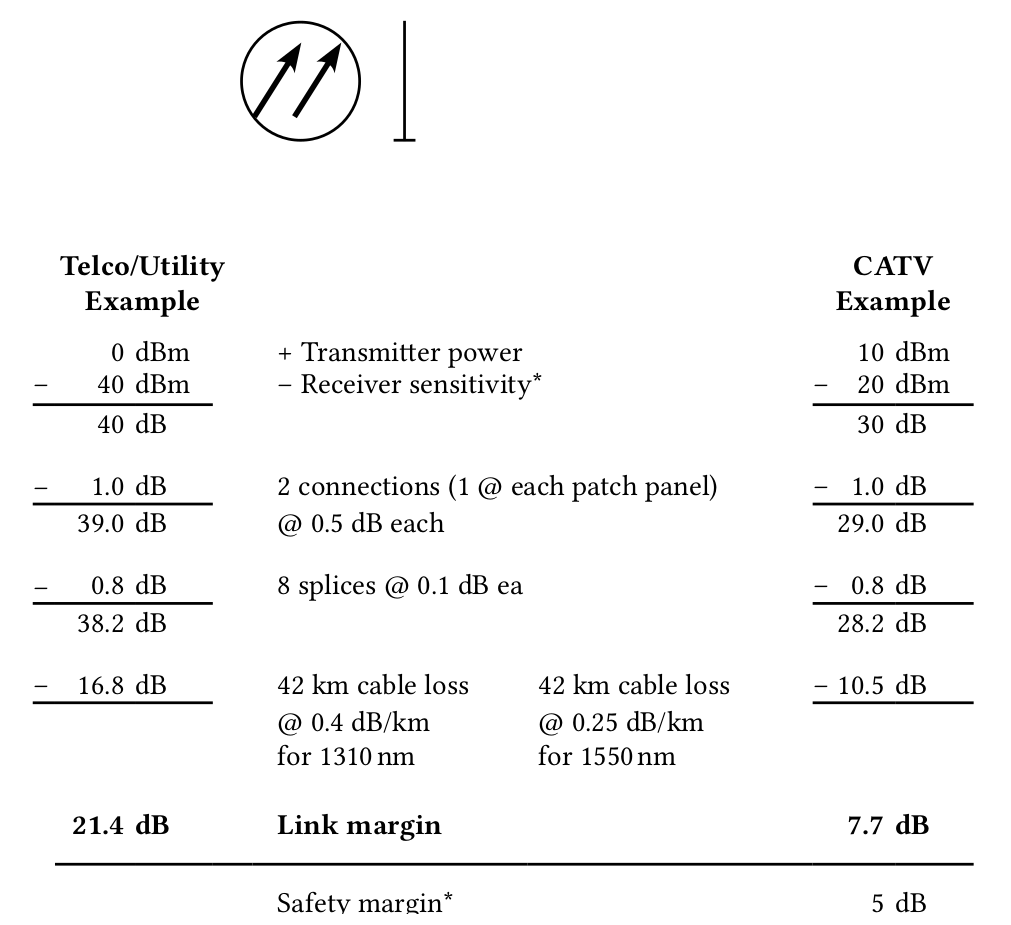 Telco/Utility CATV
Example Example
0 dBm + Transmitter power 10 dBm
– 40 dBm – Receiver sensitivity* – 20 dBm
40 dB 30 dB
– 1.0 dB 2 connections (1 @ each patch panel) – 1.0 dB
39.0 dB @ 0.5 dB each 29.0 dB
– 0.8 dB 8 splices @ 0.1 dB ea – 0.8 dB
38.2 dB 28.2 dB
– 16.8 dB 42 km cable loss 42 km cable loss – 10.5 dB
@ 0.4 dB/km @ 0.25 dB/km
for 1310 nm for 1550 nm
21.4 dB Link margin 7.7 dB
Safety margin* 5 dB